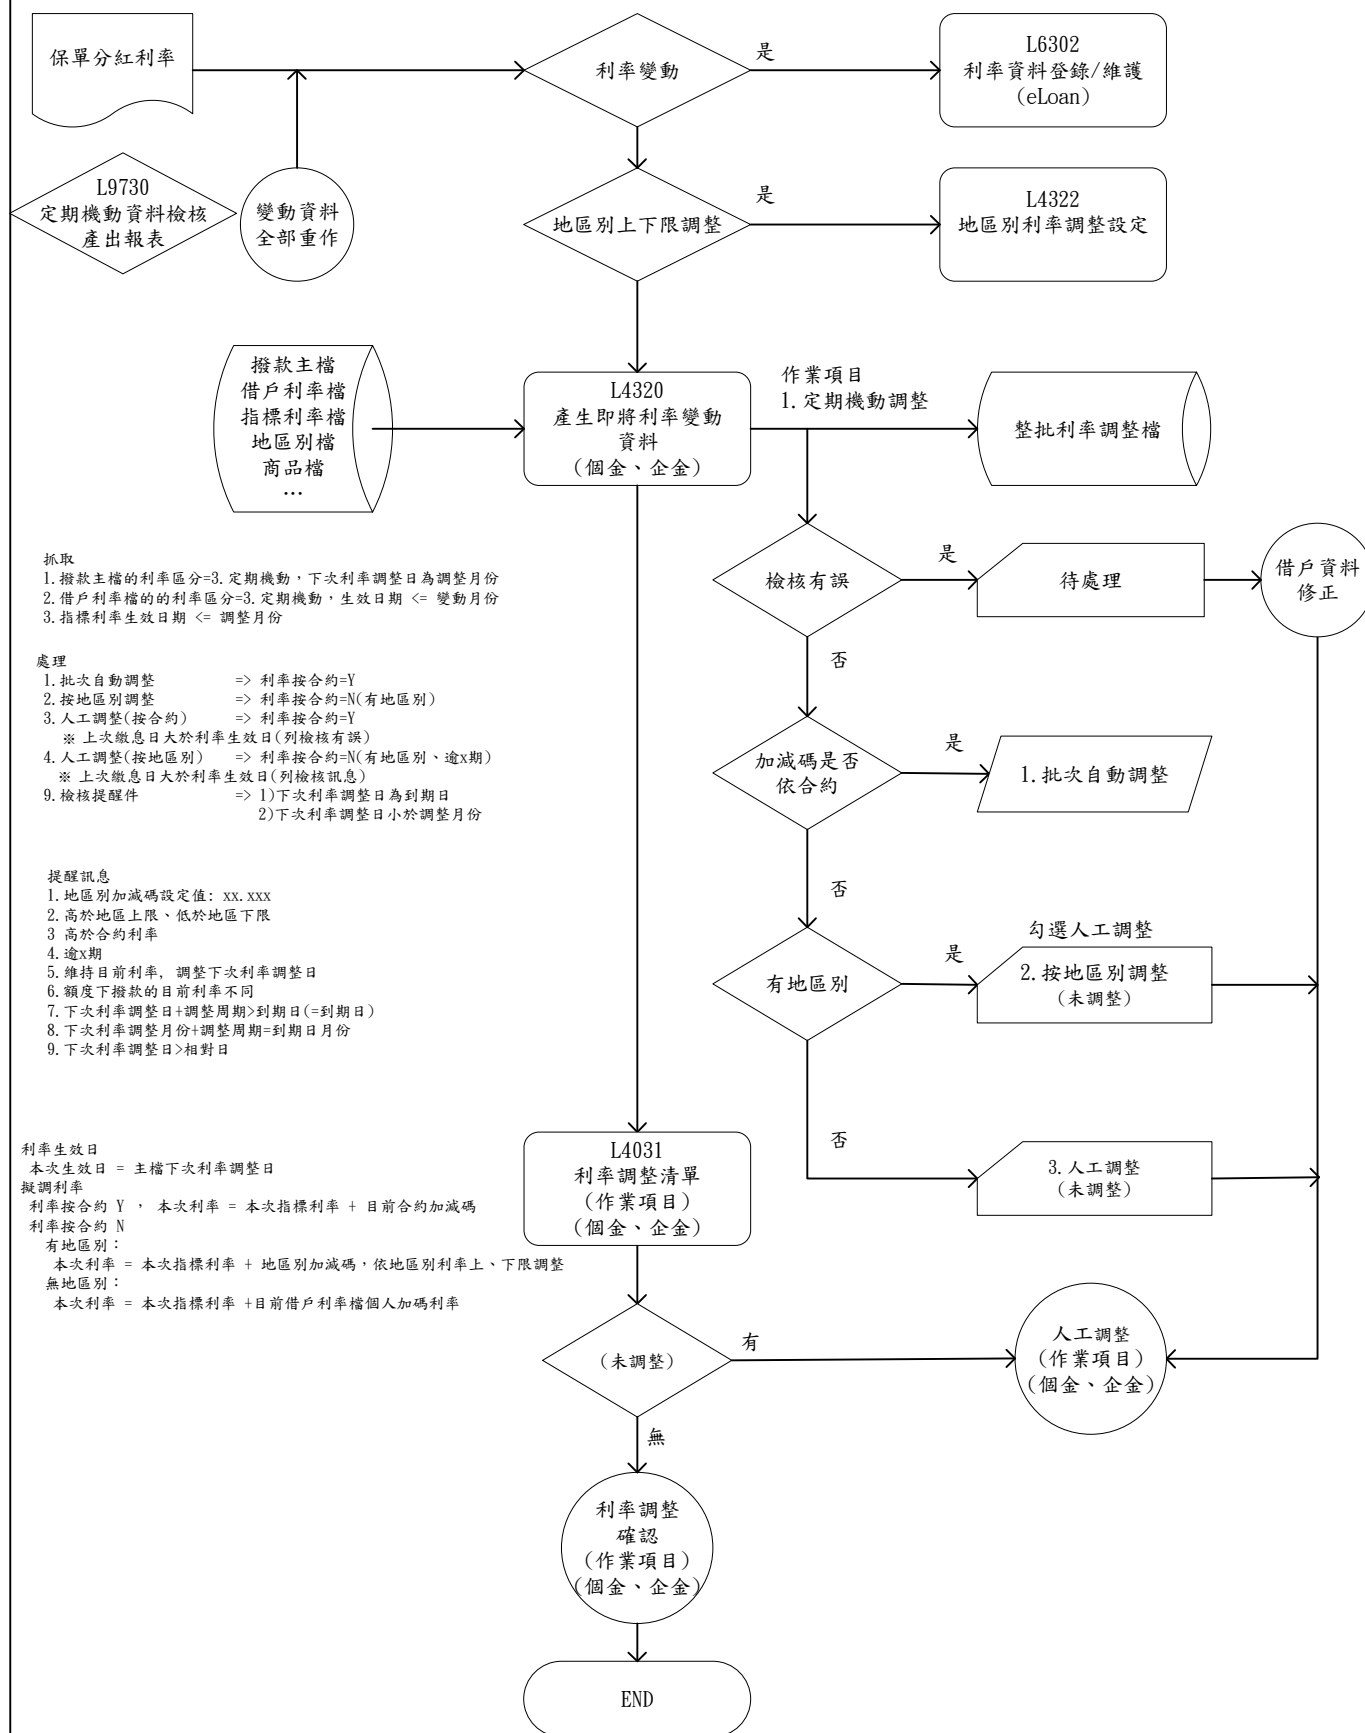 保單分紅利率
利率變動
是
L6302
利率資料登錄/維護
(eLoan)
L9730
定期機動資料檢核
產出報表
變動資料
全部重作
地區別上下限調整
是
L4322
地區別利率調整設定
撥款主檔
借戶利率檔
指標利率檔
地區別檔
商品檔
...
L4320
產生即將利率變動
資料
(個金、企金)
作業項目
1.定期機動調整
整批利率調整檔
抓取
1.撥款主檔的利率區分=3.定期機動，下次利率調整日為調整月份
2.借戶利率檔的的利率區分=3.定期機動，生效日期 <= 變動月份
3.指標利率生效日期 <= 調整月份
檢核有誤
是
待處理
借戶資料
修正
否
處理
1.批次自動調整 => 利率按合約=Y
2.按地區別調整 => 利率按合約=N(有地區別)
3.人工調整(按合約) => 利率按合約=Y
※ 上次繳息日大於利率生效日(列檢核有誤)
4.人工調整(按地區別) => 利率按合約=N(有地區別、逾x期)
※ 上次繳息日大於利率生效日(列檢核訊息)
9.檢核提醒件 => 1)下次利率調整日為到期日
2)下次利率調整日小於調整月份
加減碼是否
依合約
是
1.批次自動調整
否
提醒訊息
1.地區別加減碼設定值: xx.xxx
2.高於地區上限、低於地區下限
3 高於合約利率
4.逾x期
5.維持目前利率, 調整下次利率調整日
6.額度下撥款的目前利率不同
7.下次利率調整日+調整周期>到期日(=到期日)
8.下次利率調整月份+調整周期=到期日月份
9.下次利率調整日>相對日
有地區別
是
勾選人工調整
2.按地區別調整
(未調整)
否
3.人工調整
(未調整)
利率生效日
本次生效日 = 主檔下次利率調整日
擬調利率
利率按合約 Y ， 本次利率 = 本次指標利率 + 目前合約加減碼
利率按合約 N
有地區別：
本次利率 = 本次指標利率 + 地區別加減碼，依地區別利率上、下限調整
無地區別：
本次利率 = 本次指標利率 +目前借戶利率檔個人加碼利率
L4031
利率調整清單
(作業項目)
(個金、企金)
(未調整)
有
人工調整
(作業項目)
(個金、企金)
無
利率調整
確認
(作業項目)
(個金、企金)
END